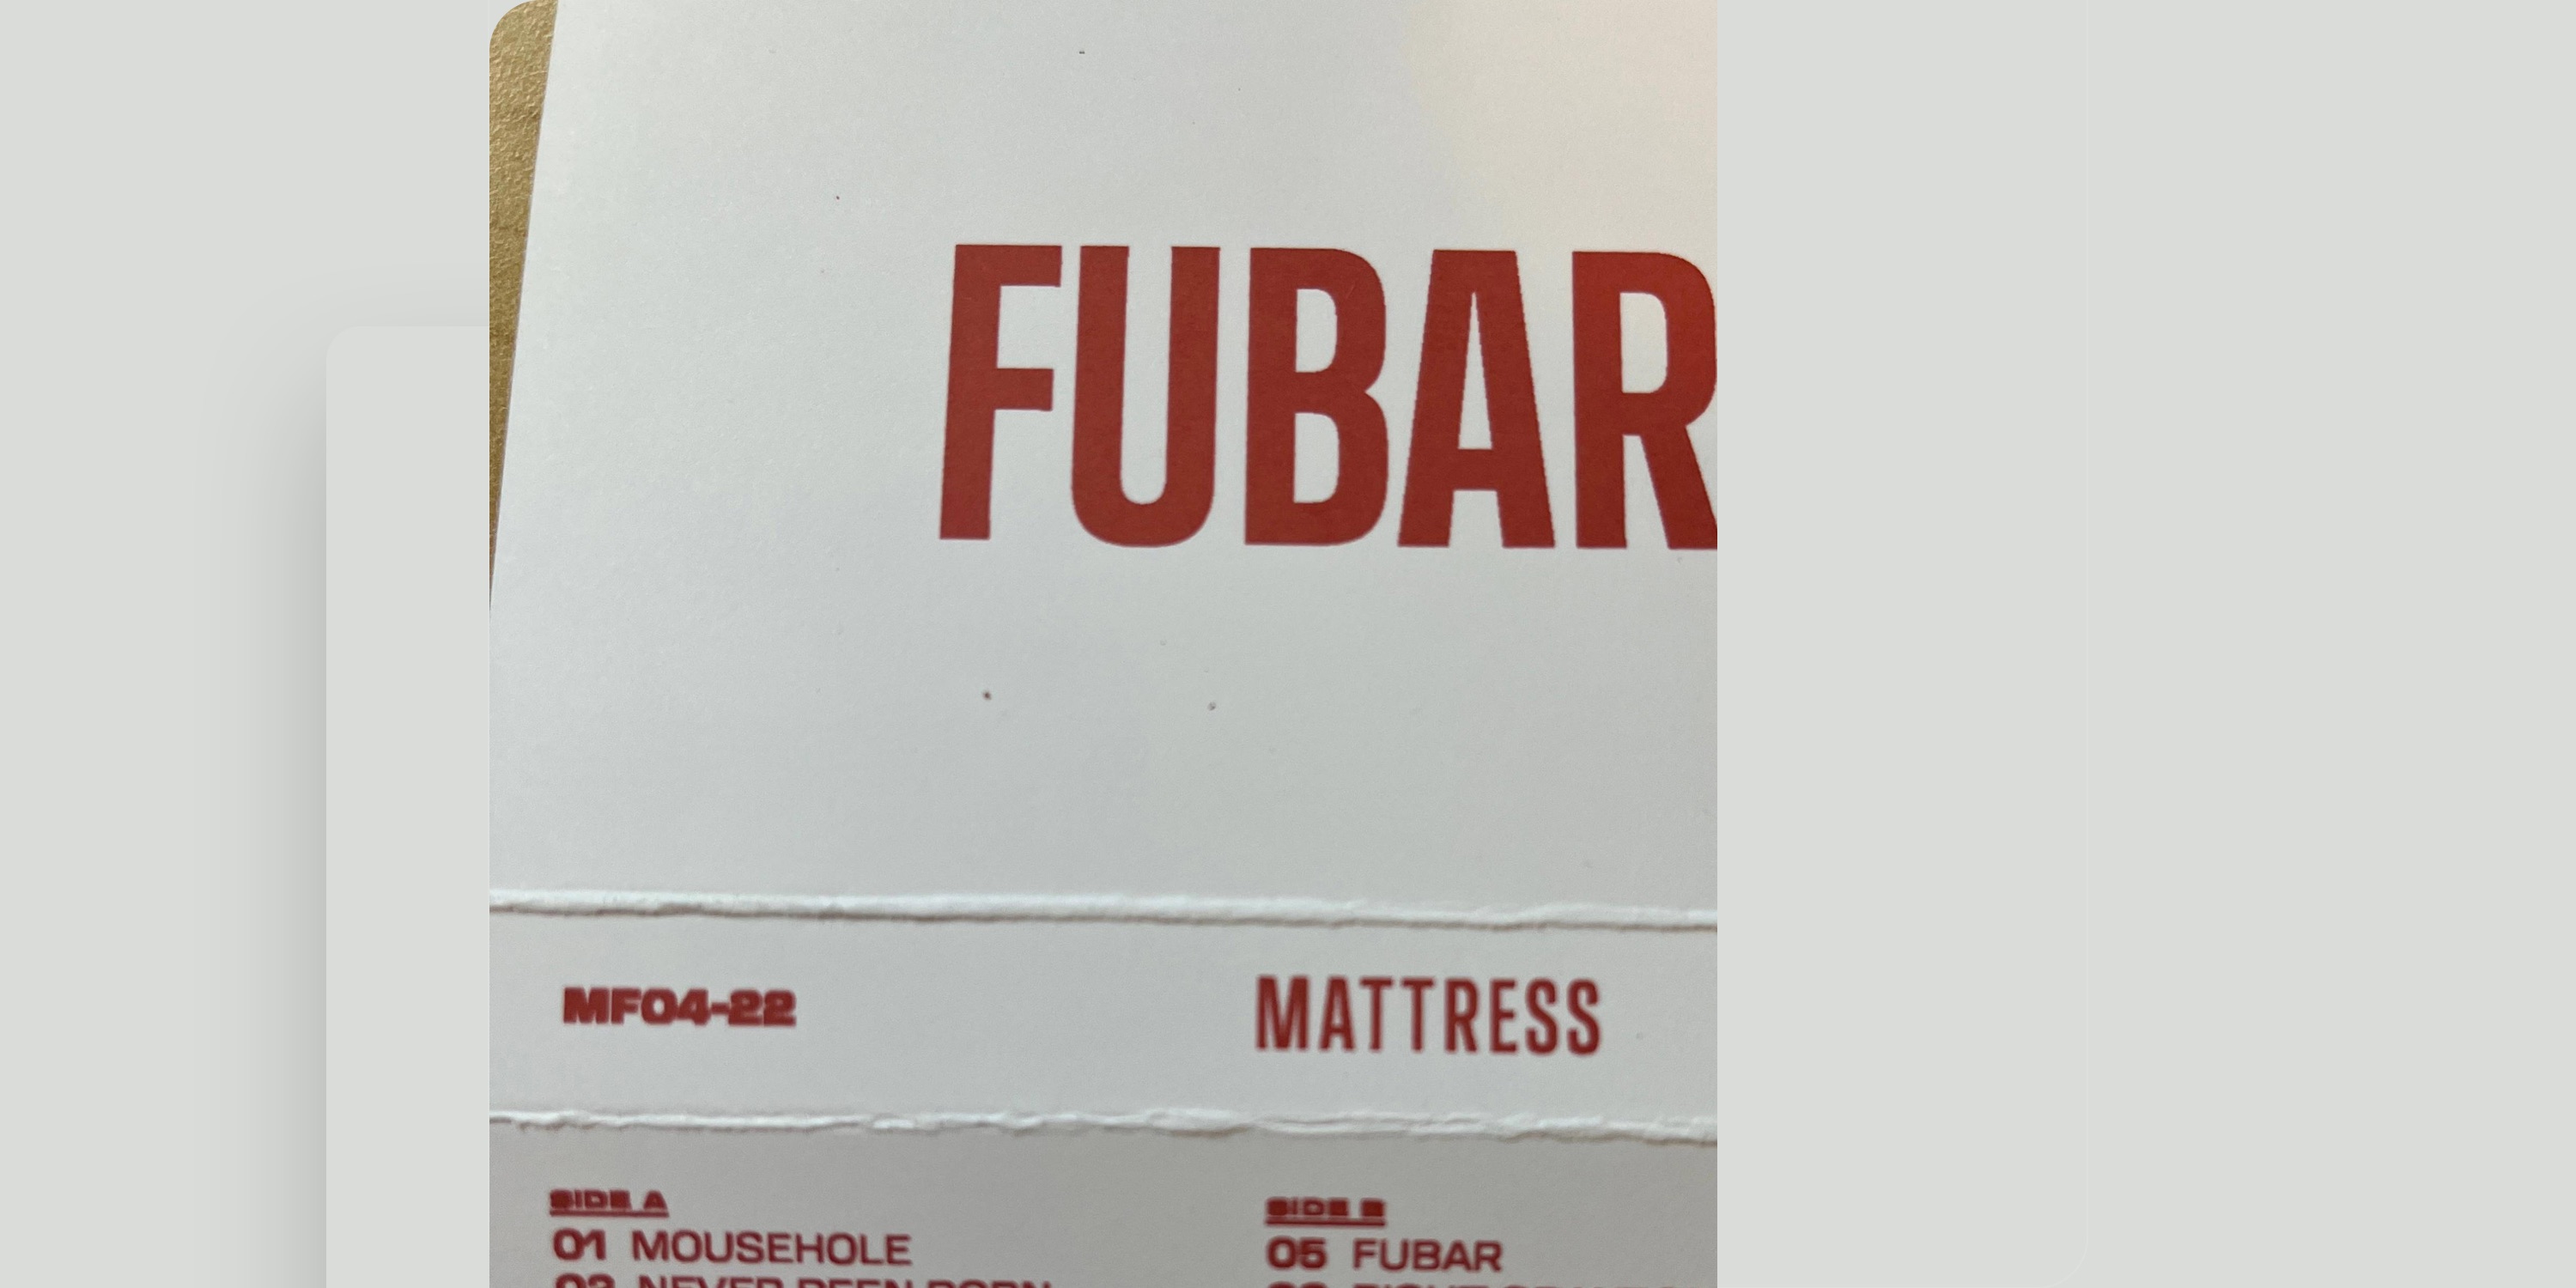 FUBAR
MF04-22
MATTRESS
SIDE A
01 MOUSEHOLE
SIDE B
05 FUBAR